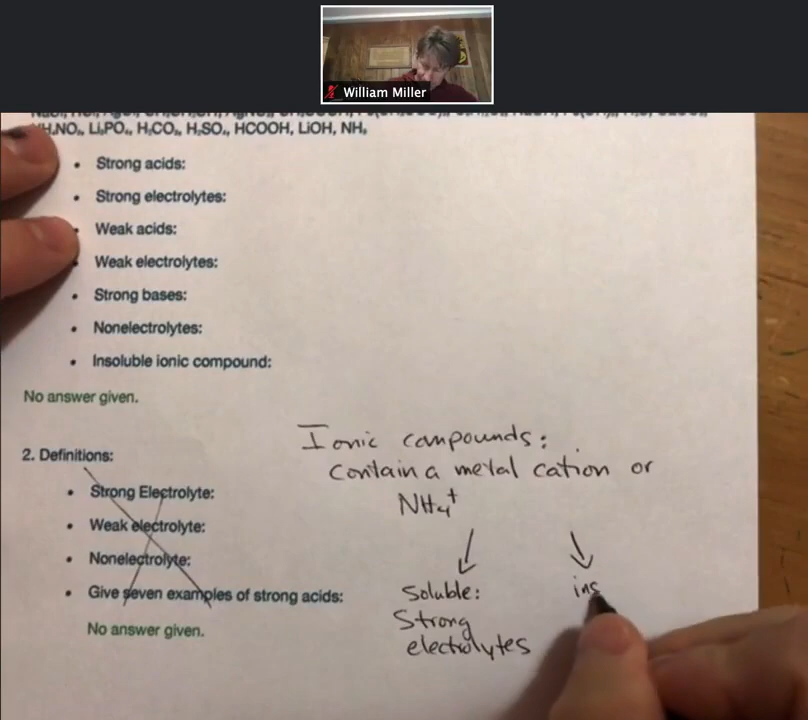 William Miller
LiPO₄, H₂CO₃, H₂SO₄, HCOOH, LiOH, NH₃
• Strong acids:
• Strong electrolytes:
• Weak acids:
• Weak electrolytes:
• Strong bases:
• Nonelectrolytes:
• Insoluble ionic compound:
No answer given.
2. Definitions:
• Strong Electrolyte:
• Weak electrolyte:
• Nonelectrolyte:
• Give seven examples of strong acids:
No answer given.
Ionic compounds:
contain a metal cation or
NH₄⁺
Soluble:
Strong
electrolytes
ins